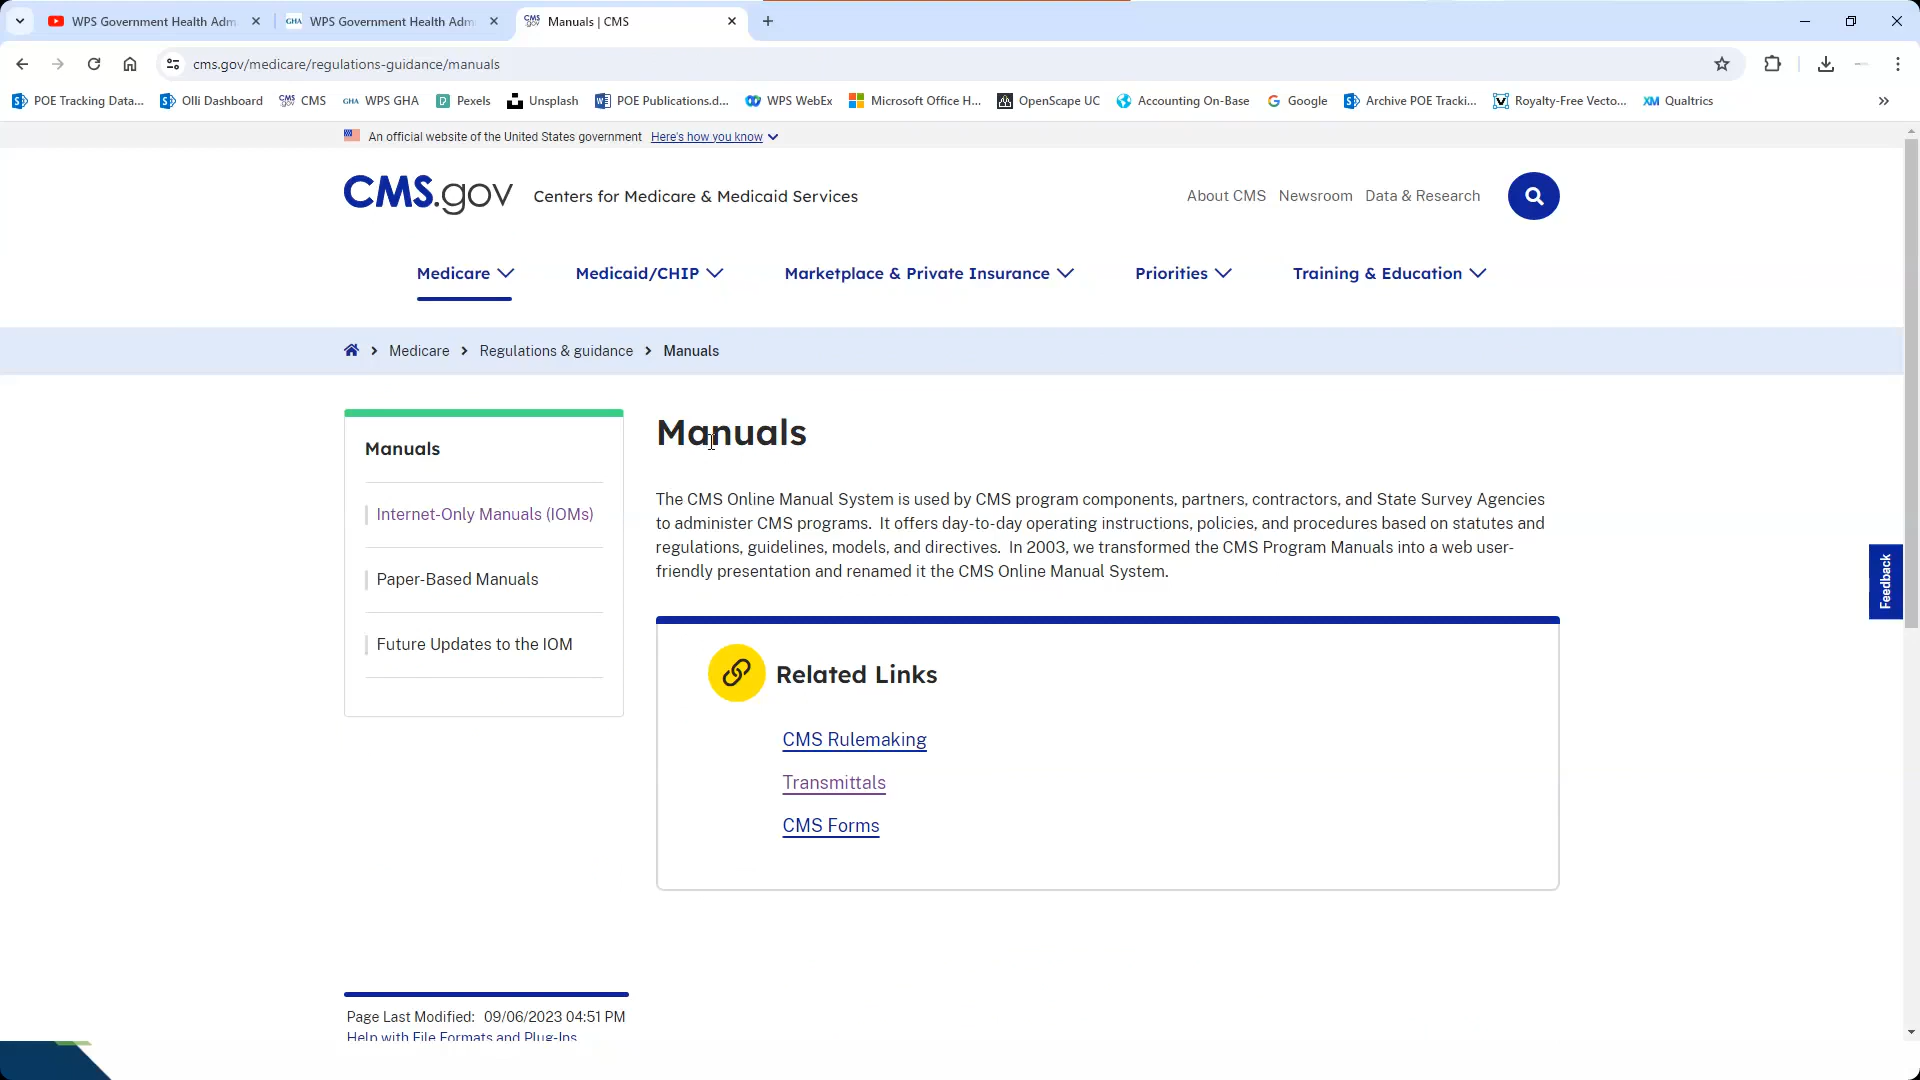 WPS Government Health Adm
GHA WPS Government Health Adm
CMS.gov Manuals | CMS
cms.gov/medicare/regulations-guidance/manuals
POE Tracking Data...
Olli Dashboard
CMS.gov CMS
GHA WPS GHA
Pexels
Unsplash
POE Publications.d...
WPS WebEx
Microsoft Office H...
OpenScape UC
Accounting On-Base
Google
Archive POE Tracki...
Royalty-Free Vecto...
XM Qualtrics
An official website of the United States government Here's how you know
CMS.gov Centers for Medicare & Medicaid Services
About CMS Newsroom Data & Research
Medicare Medicaid/CHIP Marketplace & Private Insurance Priorities Training & Education
Medicare Regulations & guidance Manuals
Manuals
Internet-Only Manuals (IOMs)
Paper-Based Manuals
Future Updates to the IOM
Manuals
The CMS Online Manual System is used by CMS program components, partners, contractors, and State Survey Agencies
to administer CMS programs. It offers day-to-day operating instructions, policies, and procedures based on statutes and
regulations, guidelines, models, and directives. In 2003, we transformed the CMS Program Manuals into a web user-
friendly presentation and renamed it the CMS Online Manual System.
Related Links
CMS Rulemaking
Transmittals
CMS Forms
Feedback
Page Last Modified: 09/06/2023 04:51 PM
Help with File Formats and Plug-Ins